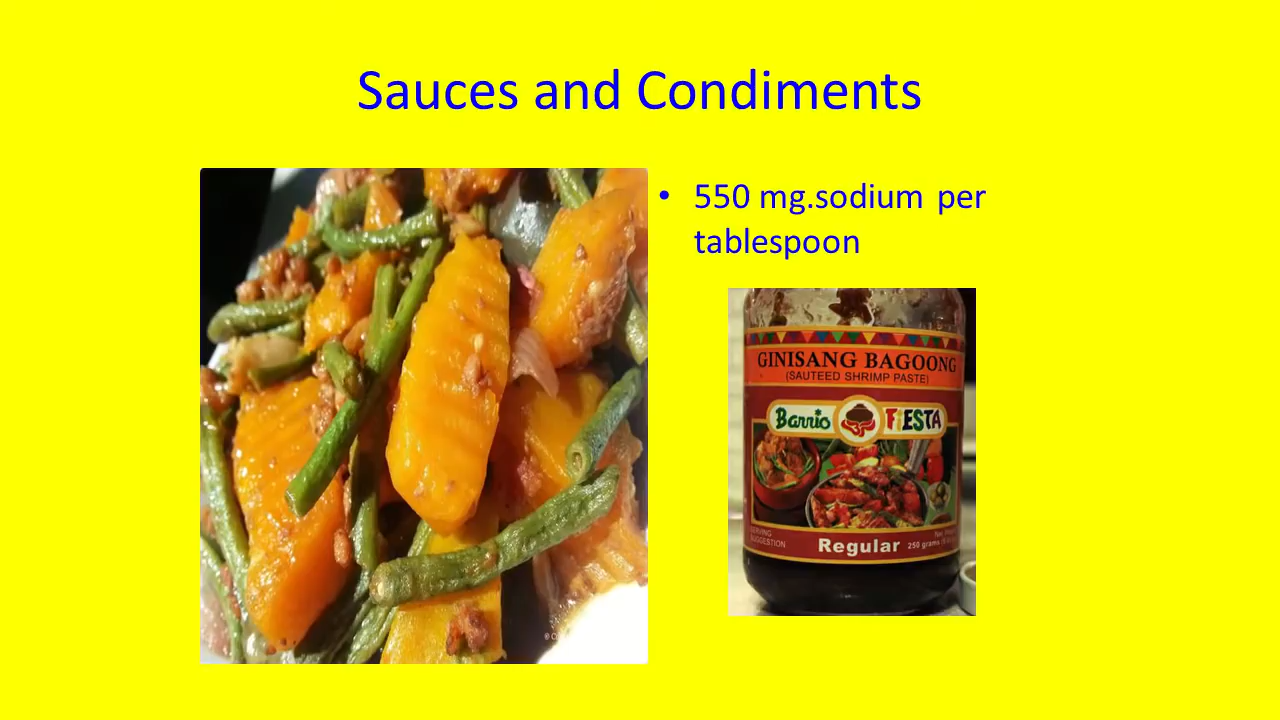 Sauces and Condiments
• 550 mg.sodium per
tablespoon
GINISANG BAGOONG
(SAUTEED SHRIMP PASTE)
Barrio FiESTA
SERVING
SUGGESTION
Regular 250 grams